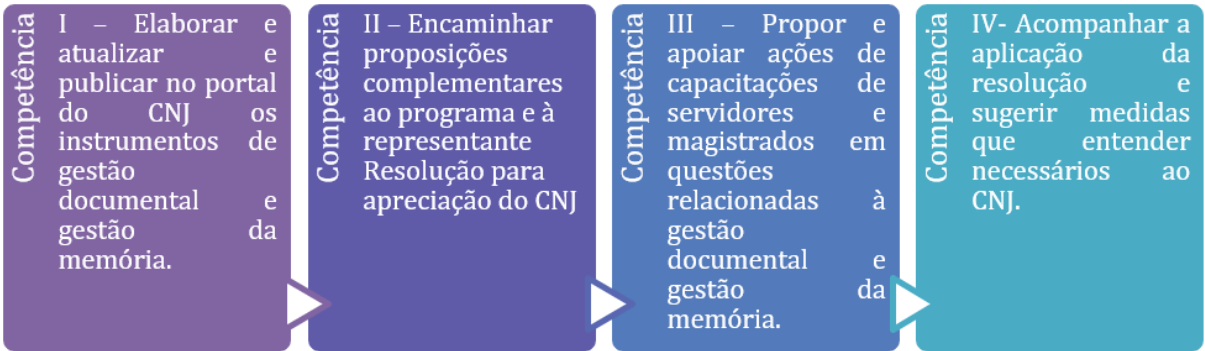 Competência
I – Elaborar e
atualizar e
publicar no portal
do CNJ os
instrumentos de
gestão
documental e
gestão da
memória.
Competência
II – Encaminhar
proposições
complementares
ao programa e à
representante
Resolução para
apreciação do CNJ
Competência
III – Propor e
apoiar ações de
capacitações de
servidores e
magistrados em
questões
relacionadas à
gestão
documental e
gestão da
memória.
Competência
IV- Acompanhar a
aplicação da
resolução e
sugerir medidas
que entender
necessários ao
CNJ.